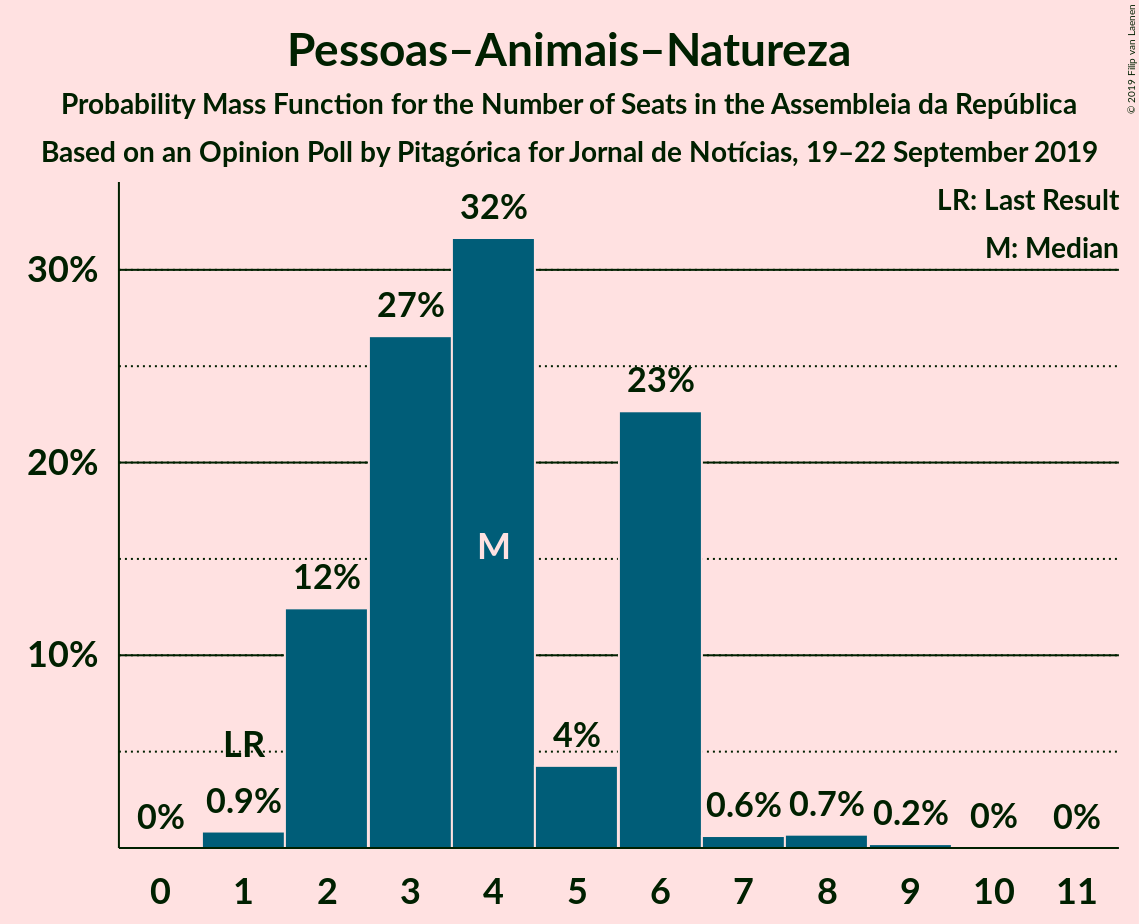 Pessoas–Animais–Natureza
Probability Mass Function for the Number of Seats in the Assembleia da República
Based on an Opinion Poll by Pitagórica for Jornal de Notícias, 19–22 September 2019
© 2019 Filip van Laenen
LR: Last Result
M: Median
30%
20%
10%
0%
LR
0.9%
12%
27%
32%
M
4%
23%
0.6%
0.7%
0.2%
0%
0%
0 1 2 3 4 5 6 7 8 9 10 11